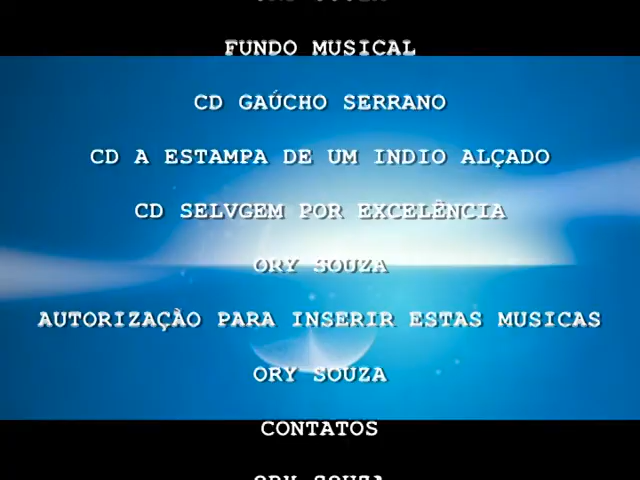 FUNDO MUSICAL
CD GAÚCHO SERRANO
CD A ESTAMPA DE UM INDIO ALÇADO
CD SELVGEM POR EXCELÊNCIA
ORY SOUZA
AUTORIZAÇÀO PARA INSERIR ESTAS MUSICAS
ORY SOUZA
CONTATOS